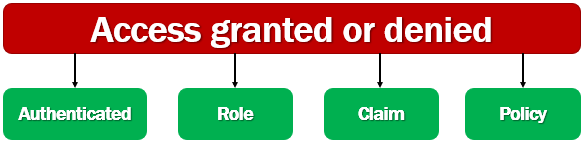 Access granted or denied
Authenticated
Role
Claim
Policy